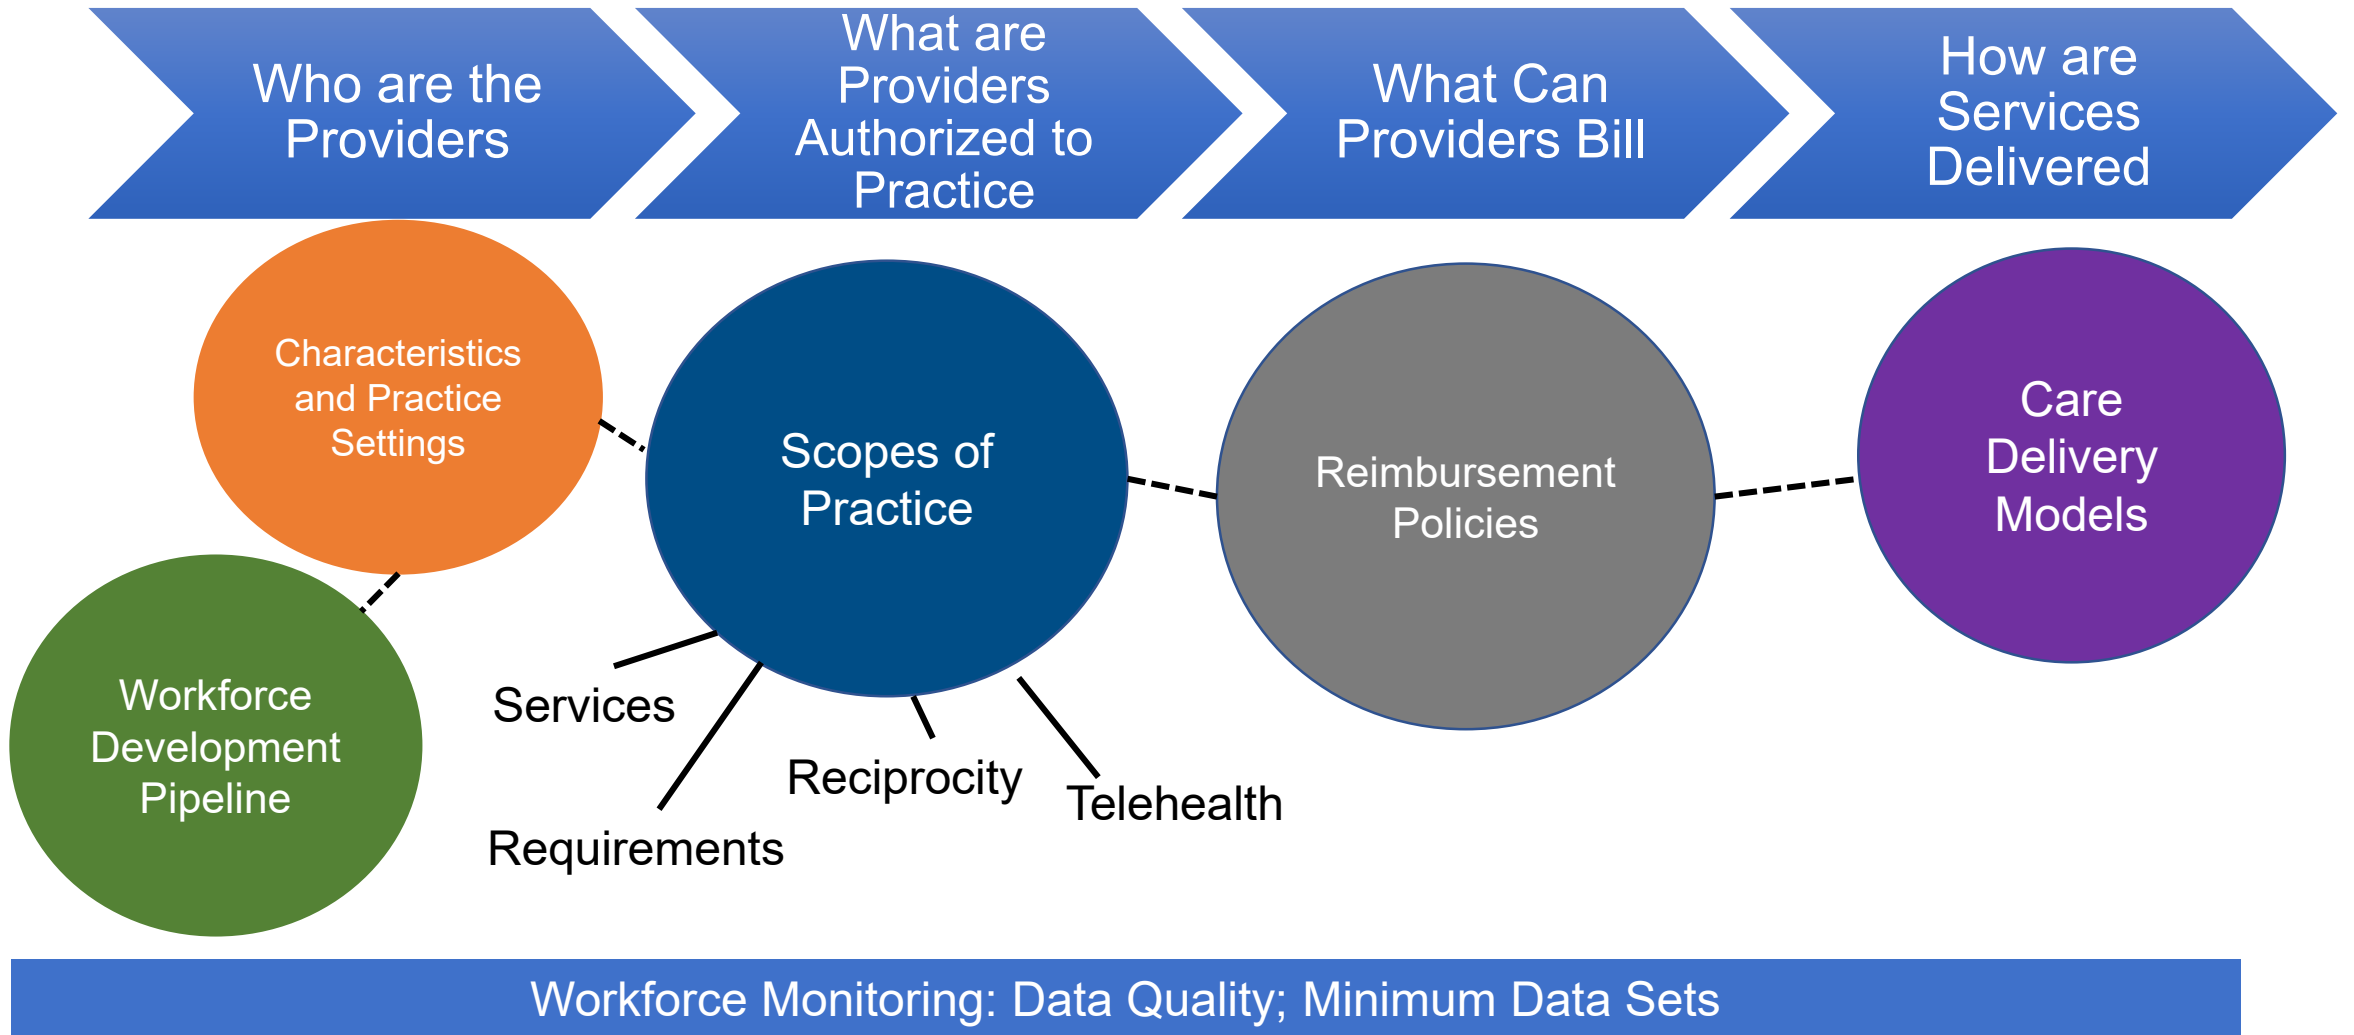 Who are the
Providers
What are
Providers
Authorized to
Practice
What Can
Providers Bill
How are
Services
Delivered
Characteristics
and Practice
Settings
Scopes of
Practice
Reimbursement
Policies
Care
Delivery
Models
Workforce
Development
Pipeline
Services
Requirements
Reciprocity
Telehealth
Workforce Monitoring: Data Quality; Minimum Data Sets